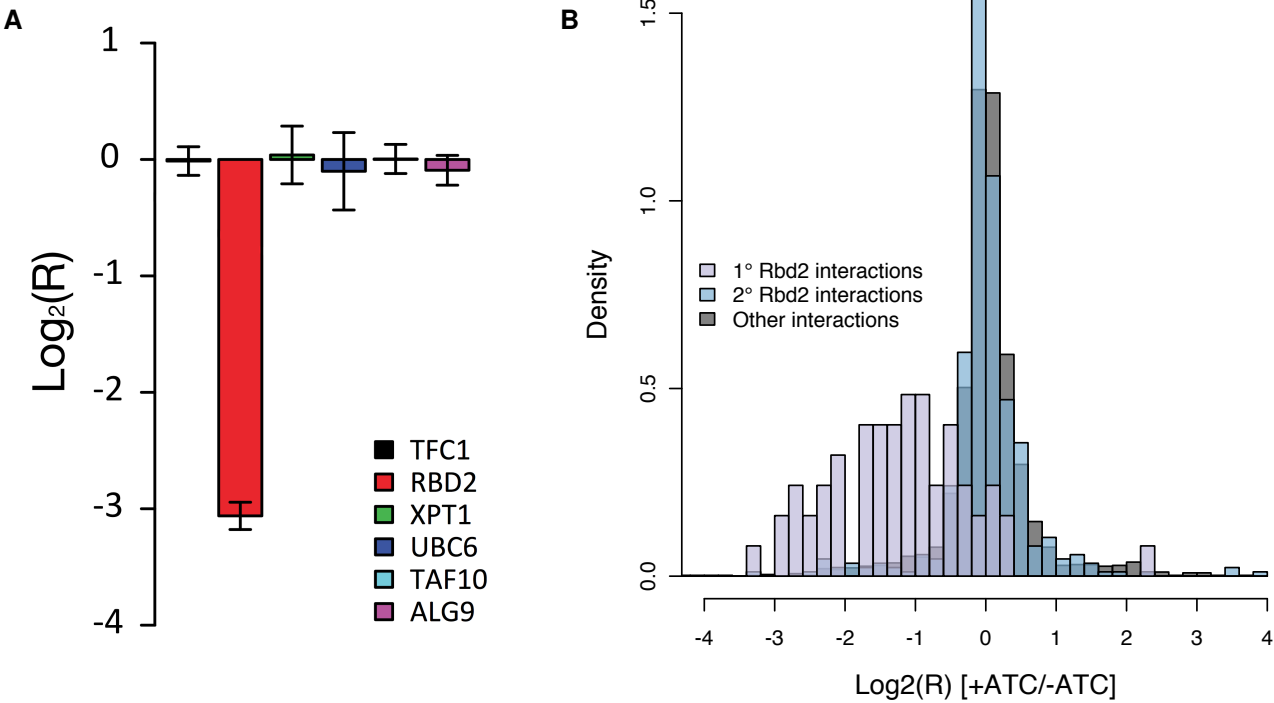 A
1
0
-1
-2
-3
-4
Log2(R)
TFC1
RBD2
XPT1
UBC6
TAF10
ALG9
B
1.5
1.0
0.5
0.0
Density
1° Rbd2 interactions
2° Rbd2 interactions
Other interactions
-4 -3 -2 -1 0 1 2 3 4
Log2(R) [+ATC/-ATC]